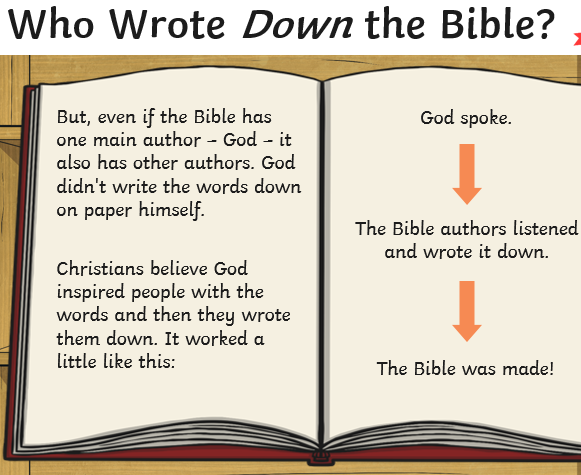 Who Wrote Down the Bible?
But, even if the Bible has
one main author – God – it
also has other authors. God
didn't write the words down
on paper himself.
Christians believe God
inspired people with the
words and then they wrote
them down. It worked a
little like this:
God spoke.
The Bible authors listened
and wrote it down.
The Bible was made!